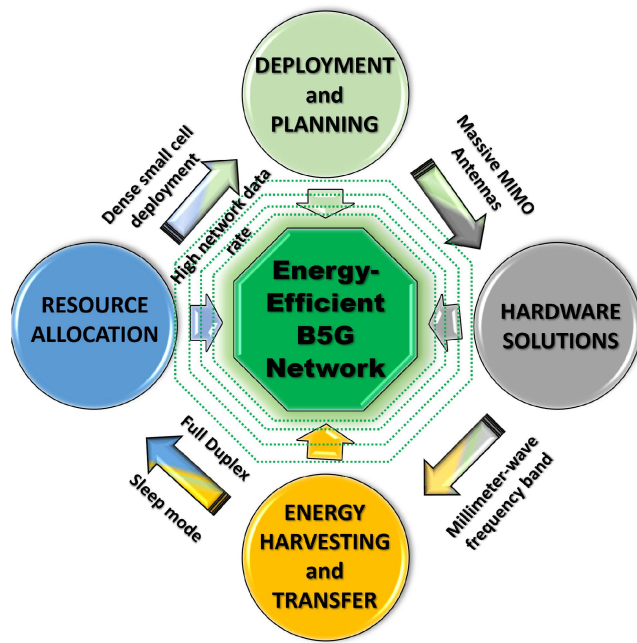 DEPLOYMENT
and
PLANNING
Dense small cell
deployment
High network data
rate
Massive MIMO
Antennas
Energy-
Efficient
B5G
Network
RESOURCE
ALLOCATION
HARDWARE
SOLUTIONS
Full Duplex
Sleep mode
Millimeter-wave
frequency band
ENERGY
HARVESTING
and
TRANSFER